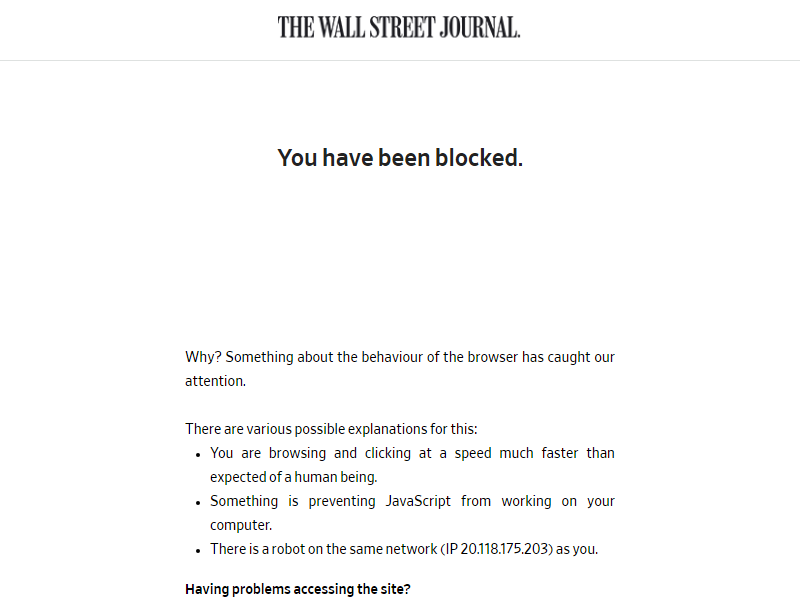 THE WALL STREET JOURNAL.
You have been blocked.
Why? Something about the behaviour of the browser has caught our
attention.
There are various possible explanations for this:
• You are browsing and clicking at a speed much faster than
expected of a human being.
• Something is preventing JavaScript from working on your
computer.
• There is a robot on the same network (IP 20.118.175.203) as you.
Having problems accessing the site?